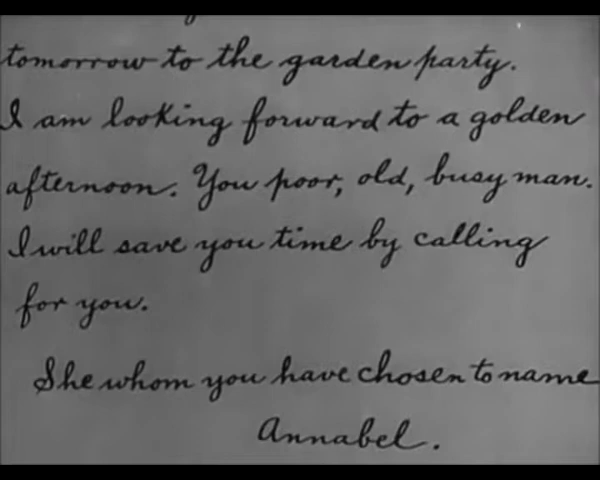 tomorrow to the garden party.
I am looking forward to a golden
afternoon. You poor, old, busy man.
I will save you time by calling
for you.
She whom you have chosen to name
Annabel.